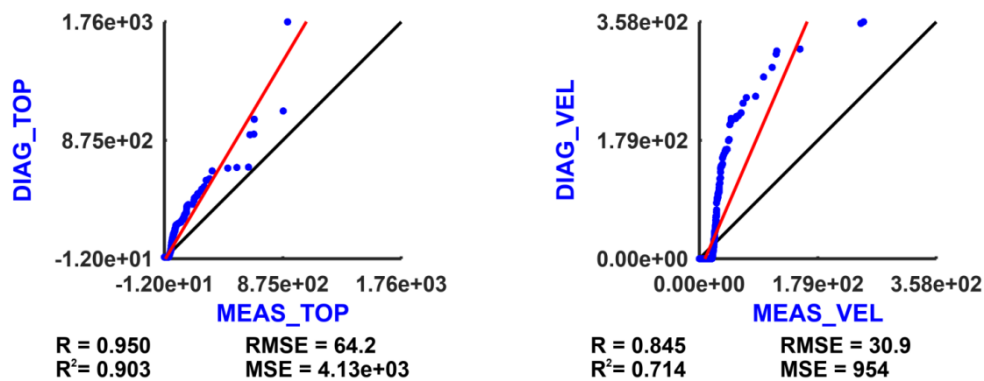 1.76e+03
DIAG_TOP
8.75e+02
-1.20e+01
-1.20e+01 8.75e+02 1.76e+03
MEAS_TOP
R = 0.950 RMSE = 64.2
R²= 0.903 MSE = 4.13e+03
3.58e+02
DIAG_VEL
1.79e+02
0.00e+00
0.00e+00 1.79e+02 3.58e+02
MEAS_VEL
R = 0.845 RMSE = 30.9
R²= 0.714 MSE = 954